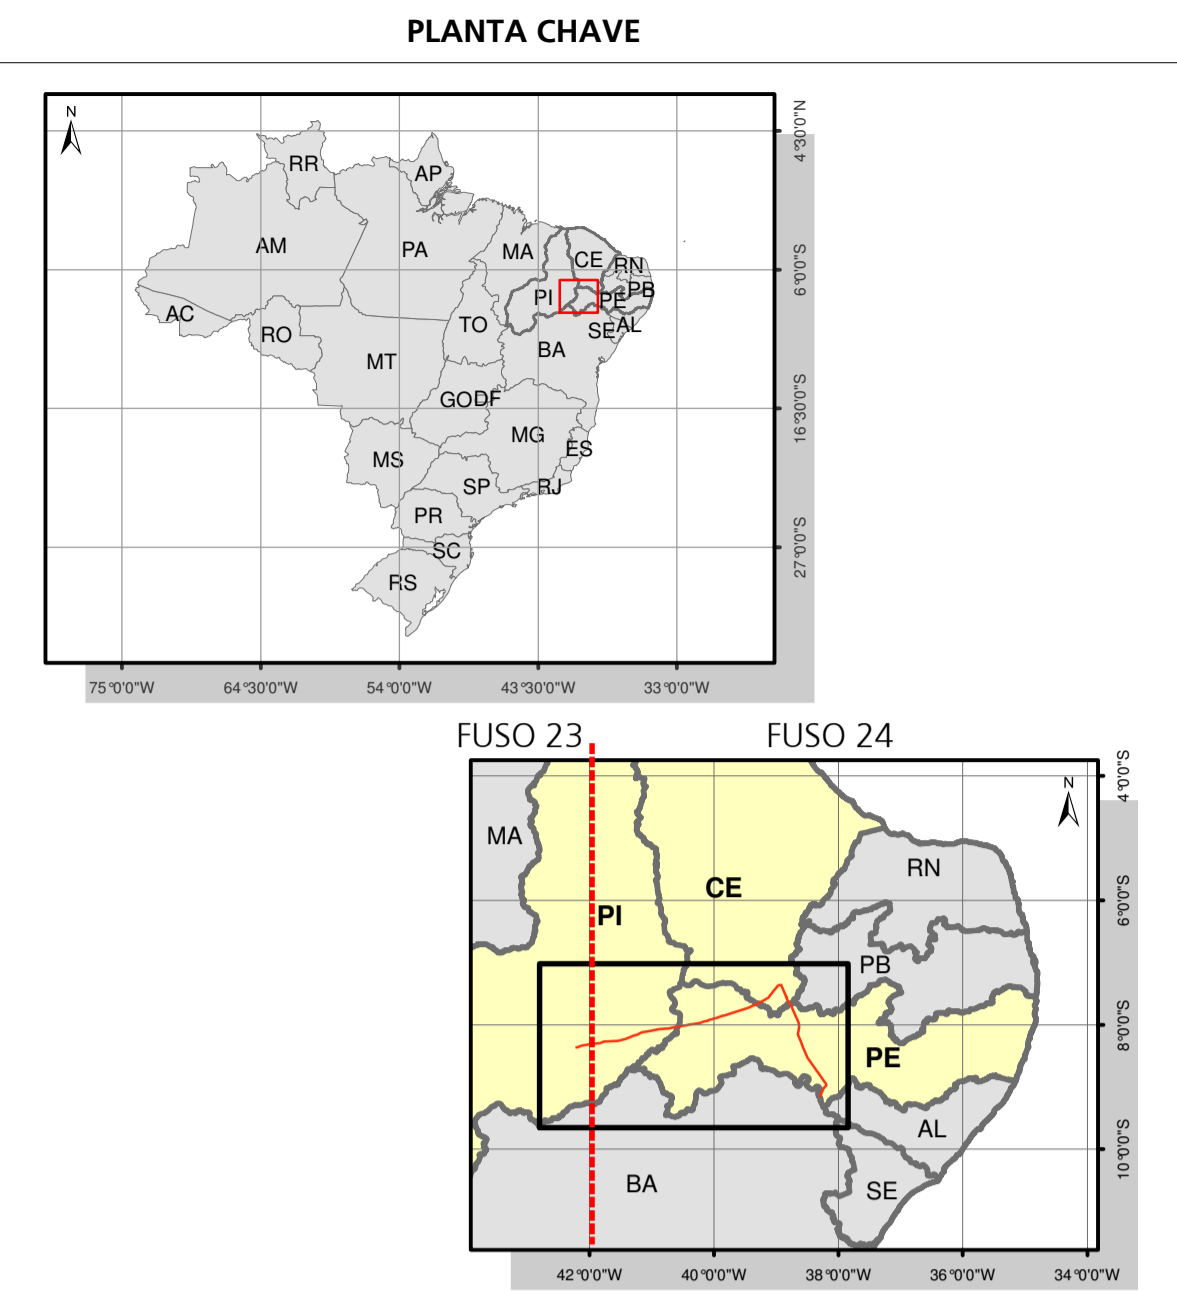 PLANTA CHAVE
N
4°30'0"N
RR
AP
AM
PA
MA
CE
RN
6°0'0"S
PI
PE
PB
AC
RO
TO
SE
AL
MT
BA
GO
DF
16°30'0"S
MG
MS
ES
SP
RJ
PR
SC
27°0'0"S
RS
75°0'0"W 64°30'0"W 54°0'0"W 43°30'0"W 33°0'0"W
FUSO 23 FUSO 24
N
4°0'0"S
MA
RN
CE
6°0'0"S
PI
PB
8°0'0"S
PE
AL
10°0'0"S
BA
SE
42°0'0"W 40°0'0"W 38°0'0"W 36°0'0"W 34°0'0"W